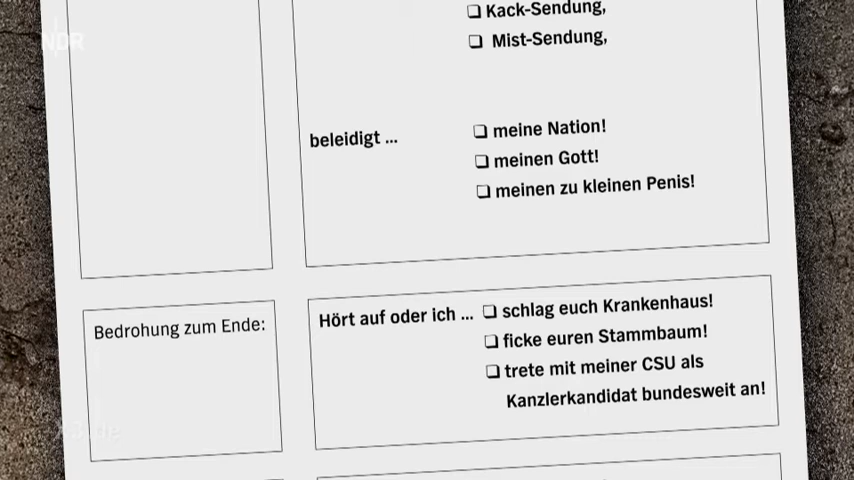 ❏ Kack-Sendung,
NDR
❏ Mist-Sendung,
beleidigt ... ❏ meine Nation!
❏ meinen Gott!
❏ meinen zu kleinen Penis!
Bedrohung zum Ende:
Hört auf oder ich ... ❏ schlag euch Krankenhaus!
❏ ficke euren Stammbaum!
❏ trete mit meiner CSU als
Kanzlerkandidat bundesweit an!